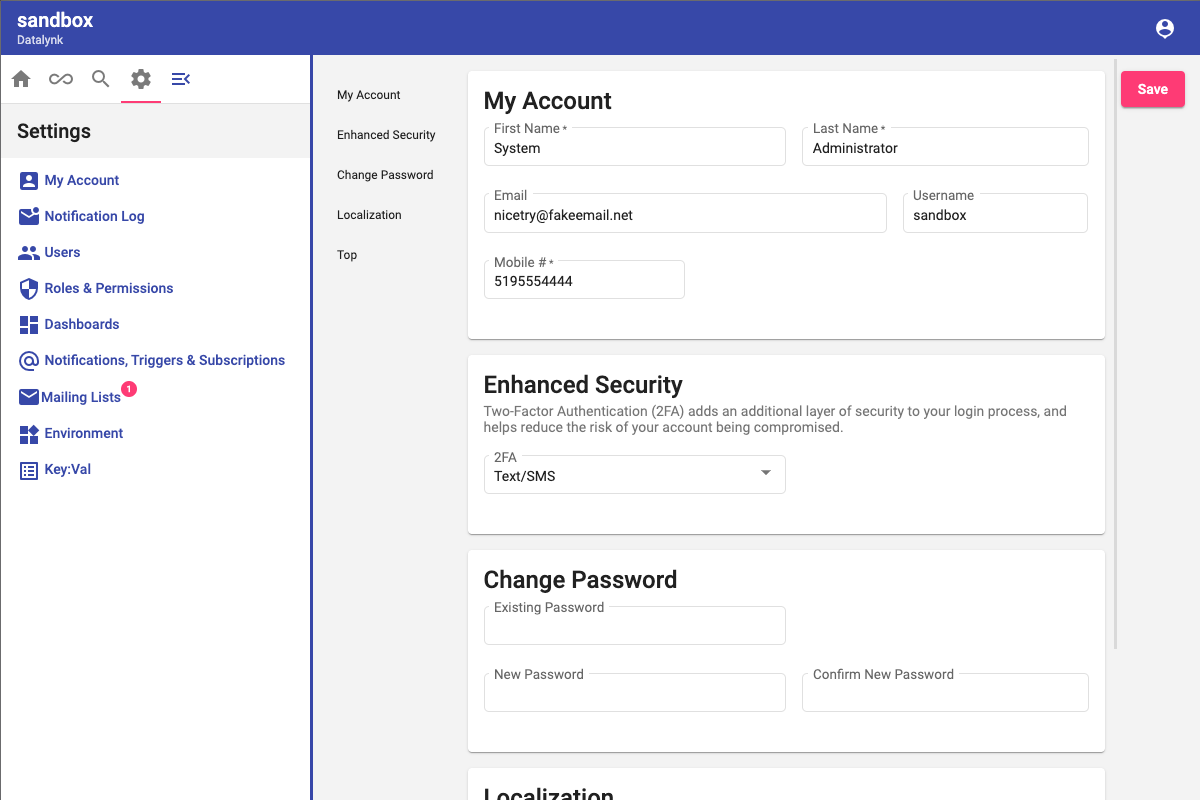 sandbox
Datalynk
Settings
My Account
Notification Log
Users
Roles & Permissions
Dashboards
Notifications, Triggers & Subscriptions
Mailing Lists 1
Environment
Key:Val
My Account
Enhanced Security
Change Password
Localization
Top
My Account
First Name *
System
Last Name *
Administrator
Email
nicetry@fakeemail.net
Username
sandbox
Mobile # *
5195554444
Enhanced Security
Two-Factor Authentication (2FA) adds an additional layer of security to your login process, and
helps reduce the risk of your account being compromised.
2FA
Text/SMS
Change Password
Existing Password
New Password
Confirm New Password
Localization
Save